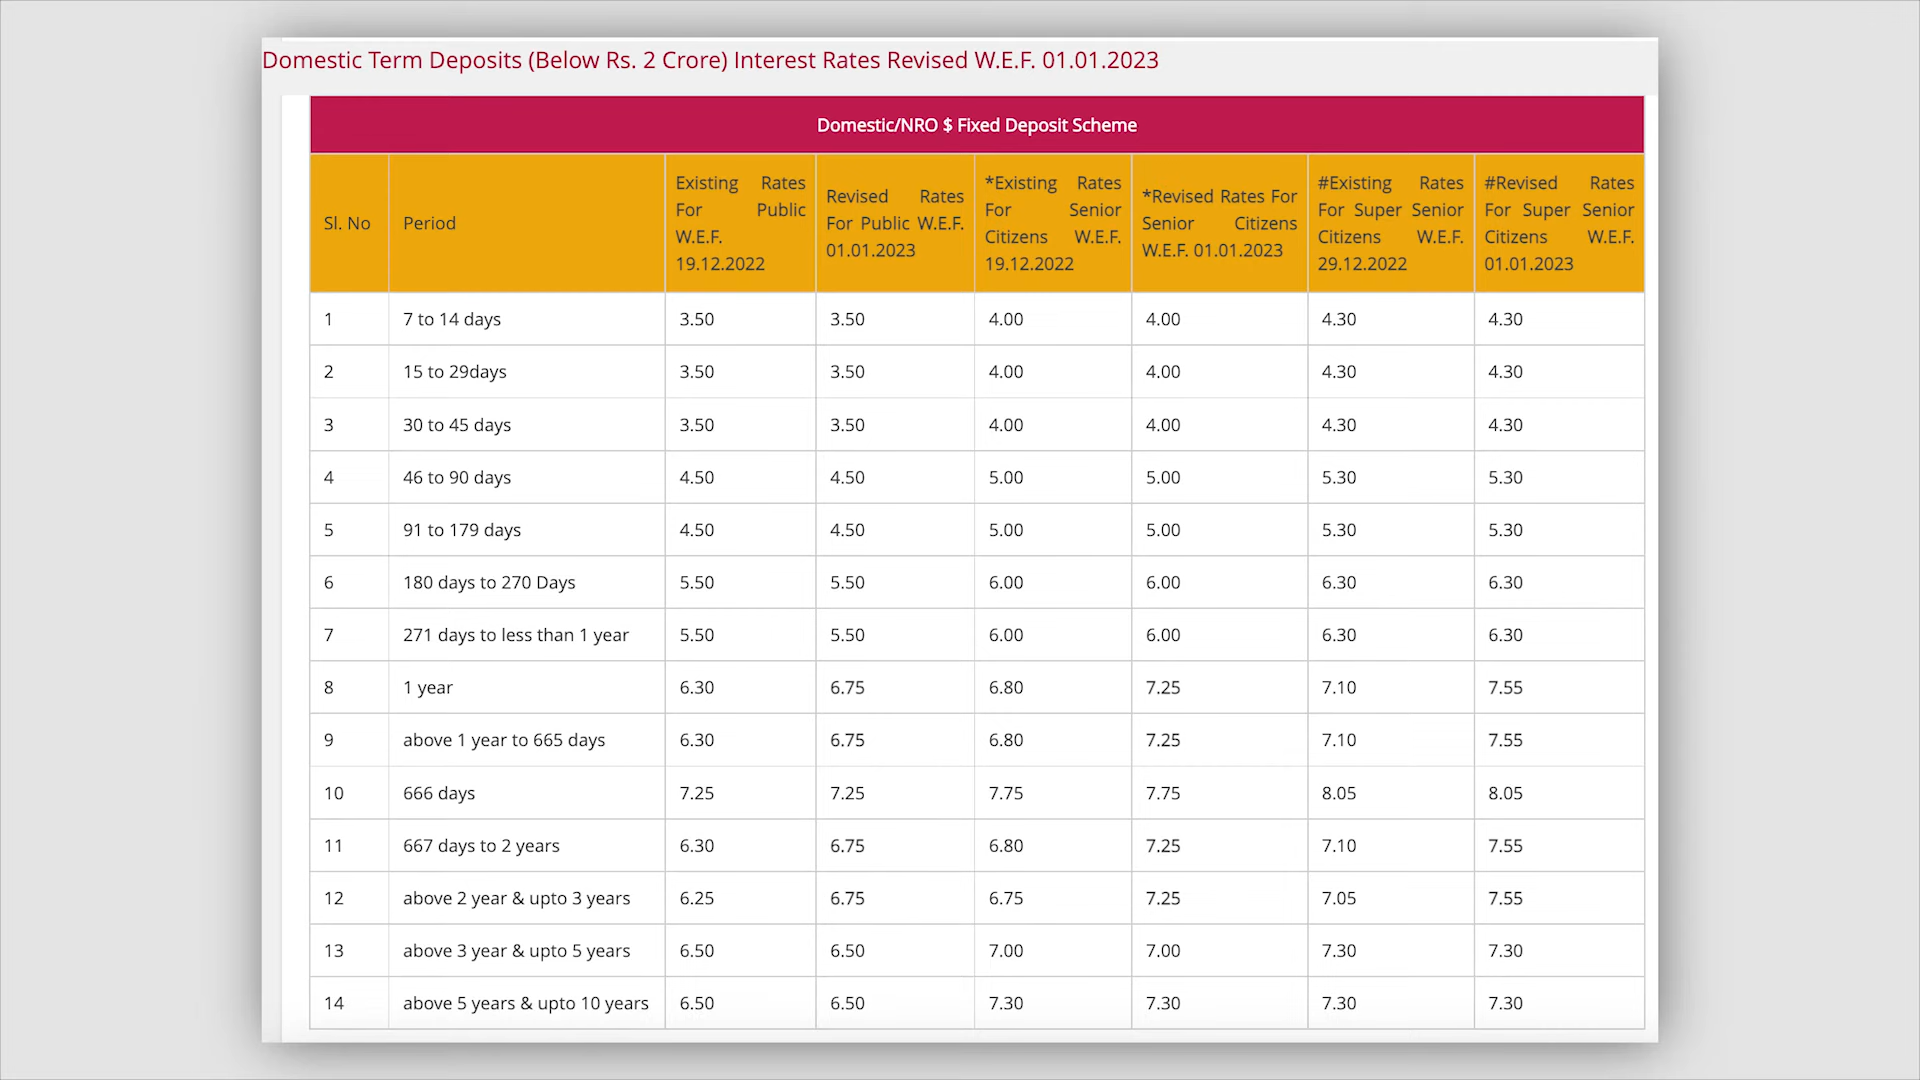 Domestic Term Deposits (Below Rs. 2 Crore) Interest Rates Revised W.E.F. 01.01.2023
Domestic/NRO $ Fixed Deposit Scheme
Sl. No
Period
Existing Rates
For Public
W.E.F.
19.12.2022
Revised Rates
For Public W.E.F.
01.01.2023
*Existing Rates
For Senior
Citizens W.E.F.
19.12.2022
*Revised Rates For
Senior Citizens
W.E.F. 01.01.2023
#Existing Rates
For Super Senior
Citizens W.E.F.
29.12.2022
#Revised Rates
For Super Senior
Citizens W.E.F.
01.01.2023
1 7 to 14 days 3.50 3.50 4.00 4.00 4.30 4.30
2 15 to 29days 3.50 3.50 4.00 4.00 4.30 4.30
3 30 to 45 days 3.50 3.50 4.00 4.00 4.30 4.30
4 46 to 90 days 4.50 4.50 5.00 5.00 5.30 5.30
5 91 to 179 days 4.50 4.50 5.00 5.00 5.30 5.30
6 180 days to 270 Days 5.50 5.50 6.00 6.00 6.30 6.30
7 271 days to less than 1 year 5.50 5.50 6.00 6.00 6.30 6.30
8 1 year 6.30 6.75 6.80 7.25 7.10 7.55
9 above 1 year to 665 days 6.30 6.75 6.80 7.25 7.10 7.55
10 666 days 7.25 7.25 7.75 7.75 8.05 8.05
11 667 days to 2 years 6.30 6.75 6.80 7.25 7.10 7.55
12 above 2 year & upto 3 years 6.25 6.75 6.75 7.25 7.05 7.55
13 above 3 year & upto 5 years 6.50 6.50 7.00 7.00 7.30 7.30
14 above 5 years & upto 10 years 6.50 6.50 7.30 7.30 7.30 7.30